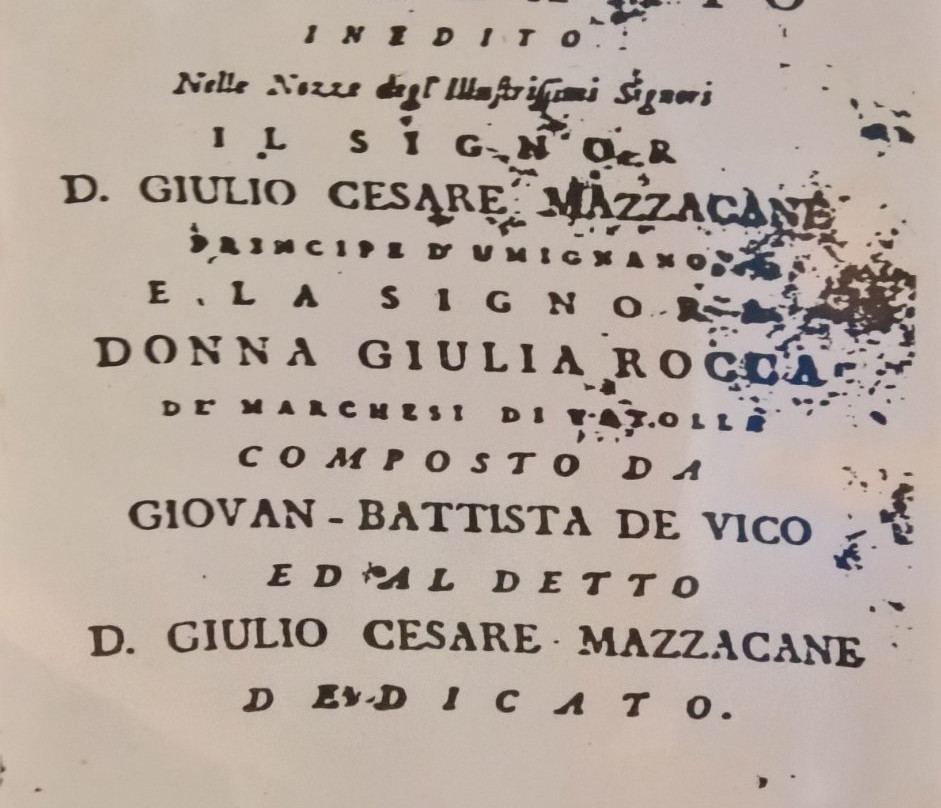 INEDITO
Nelle Nozze degl' Illustrissimi Signori
IL SIGNOR
D. GIULIO CESARE MAZZACANE
PRINCIPE D' UMIGNANO
E LA SIGNORA
DONNA GIULIA ROCCA
DE' MARCHESI DI VATOLLE
COMPOSTO DA
GIOVAN-BATTISTA DE VICO
ED AL DETTO
D. GIULIO CESARE MAZZACANE
DEDICATO.